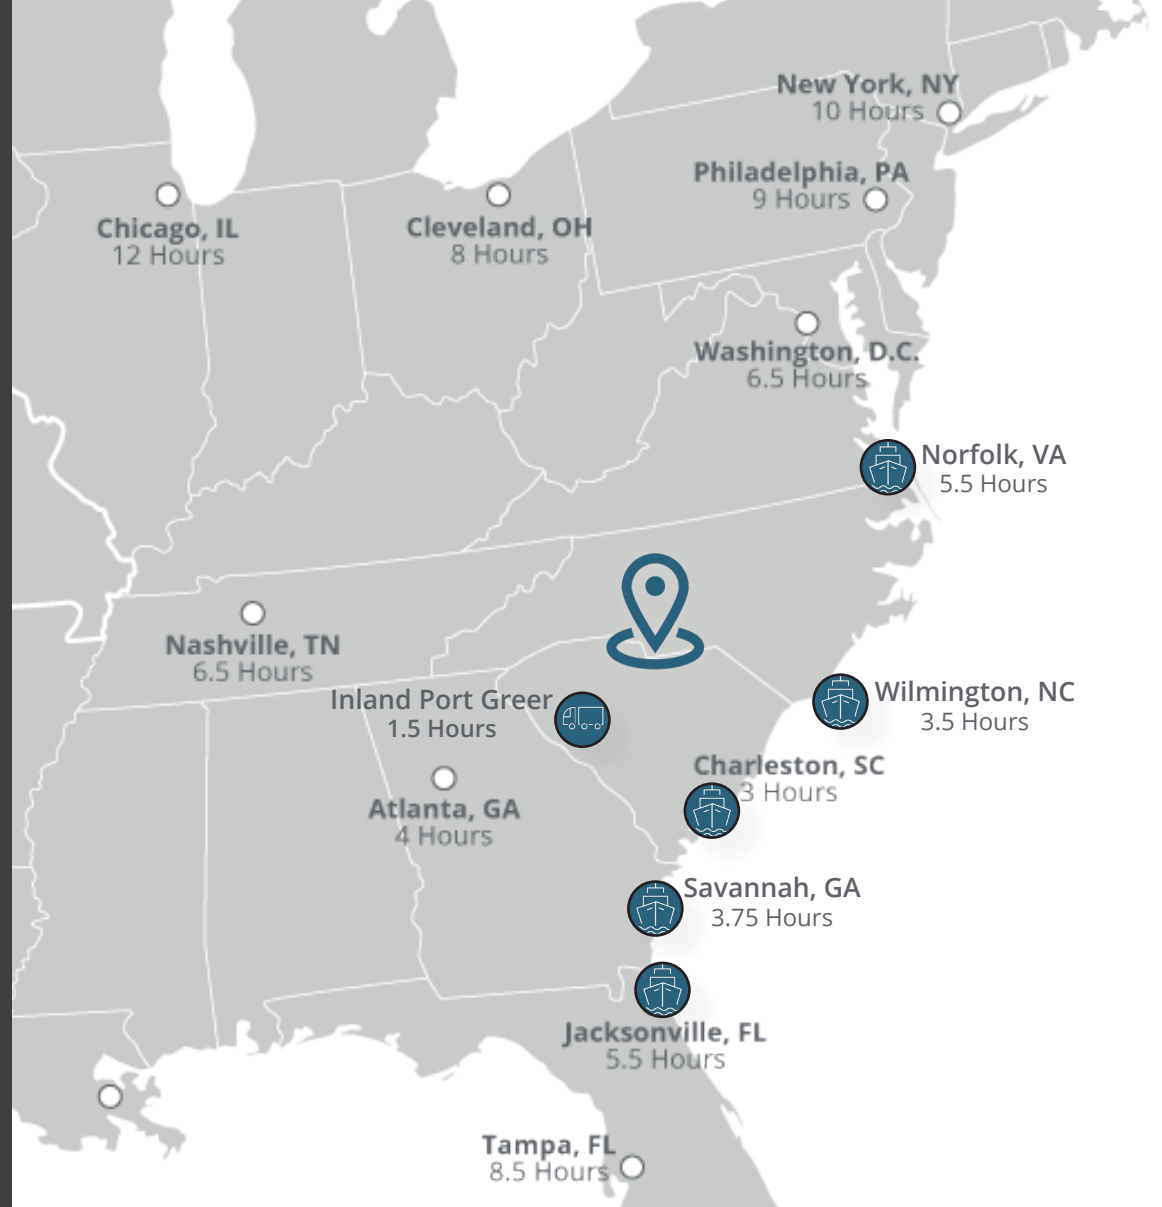 New York, NY
10 Hours
Philadelphia, PA
9 Hours
Chicago, IL
12 Hours
Cleveland, OH
8 Hours
Washington, D.C.
6.5 Hours
Norfolk, VA
5.5 Hours
Nashville, TN
6.5 Hours
Inland Port Greer
1.5 Hours
Wilmington, NC
3.5 Hours
Charleston, SC
3 Hours
Atlanta, GA
4 Hours
Savannah, GA
3.75 Hours
Jacksonville, FL
5.5 Hours
Tampa, FL
8.5 Hours